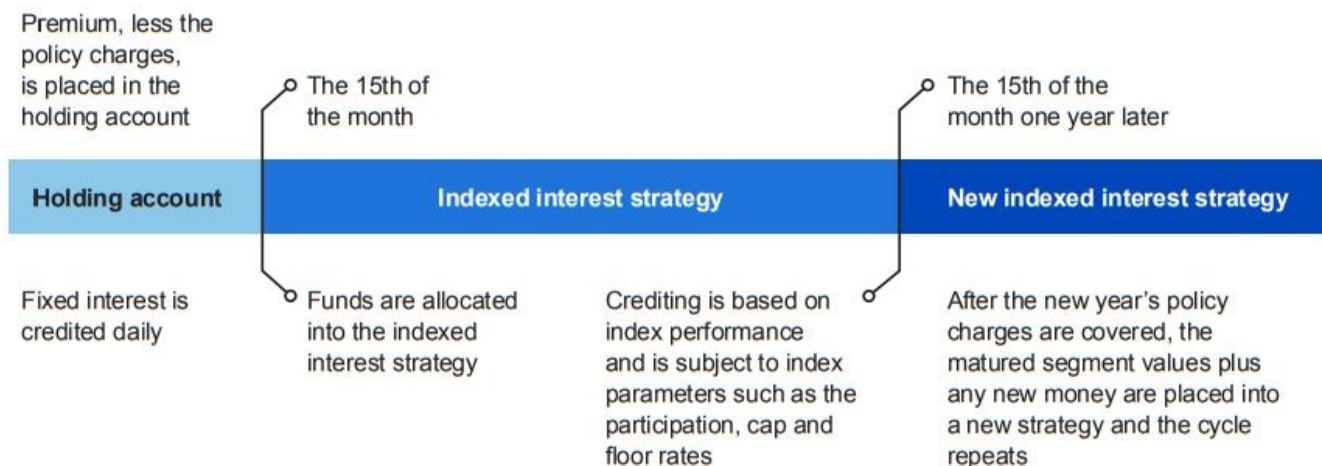 Premium, less the
policy charges,
is placed in the
holding account
The 15th of
the month
The 15th of the
month one year later
Holding account
Indexed interest strategy
New indexed interest strategy
Fixed interest is
credited daily
Funds are allocated
into the indexed
interest strategy
Crediting is based on
index performance
and is subject to index
parameters such as the
participation, cap and
floor rates
After the new year’s policy
charges are covered, the
matured segment values plus
any new money are placed into
a new strategy and the cycle
repeats